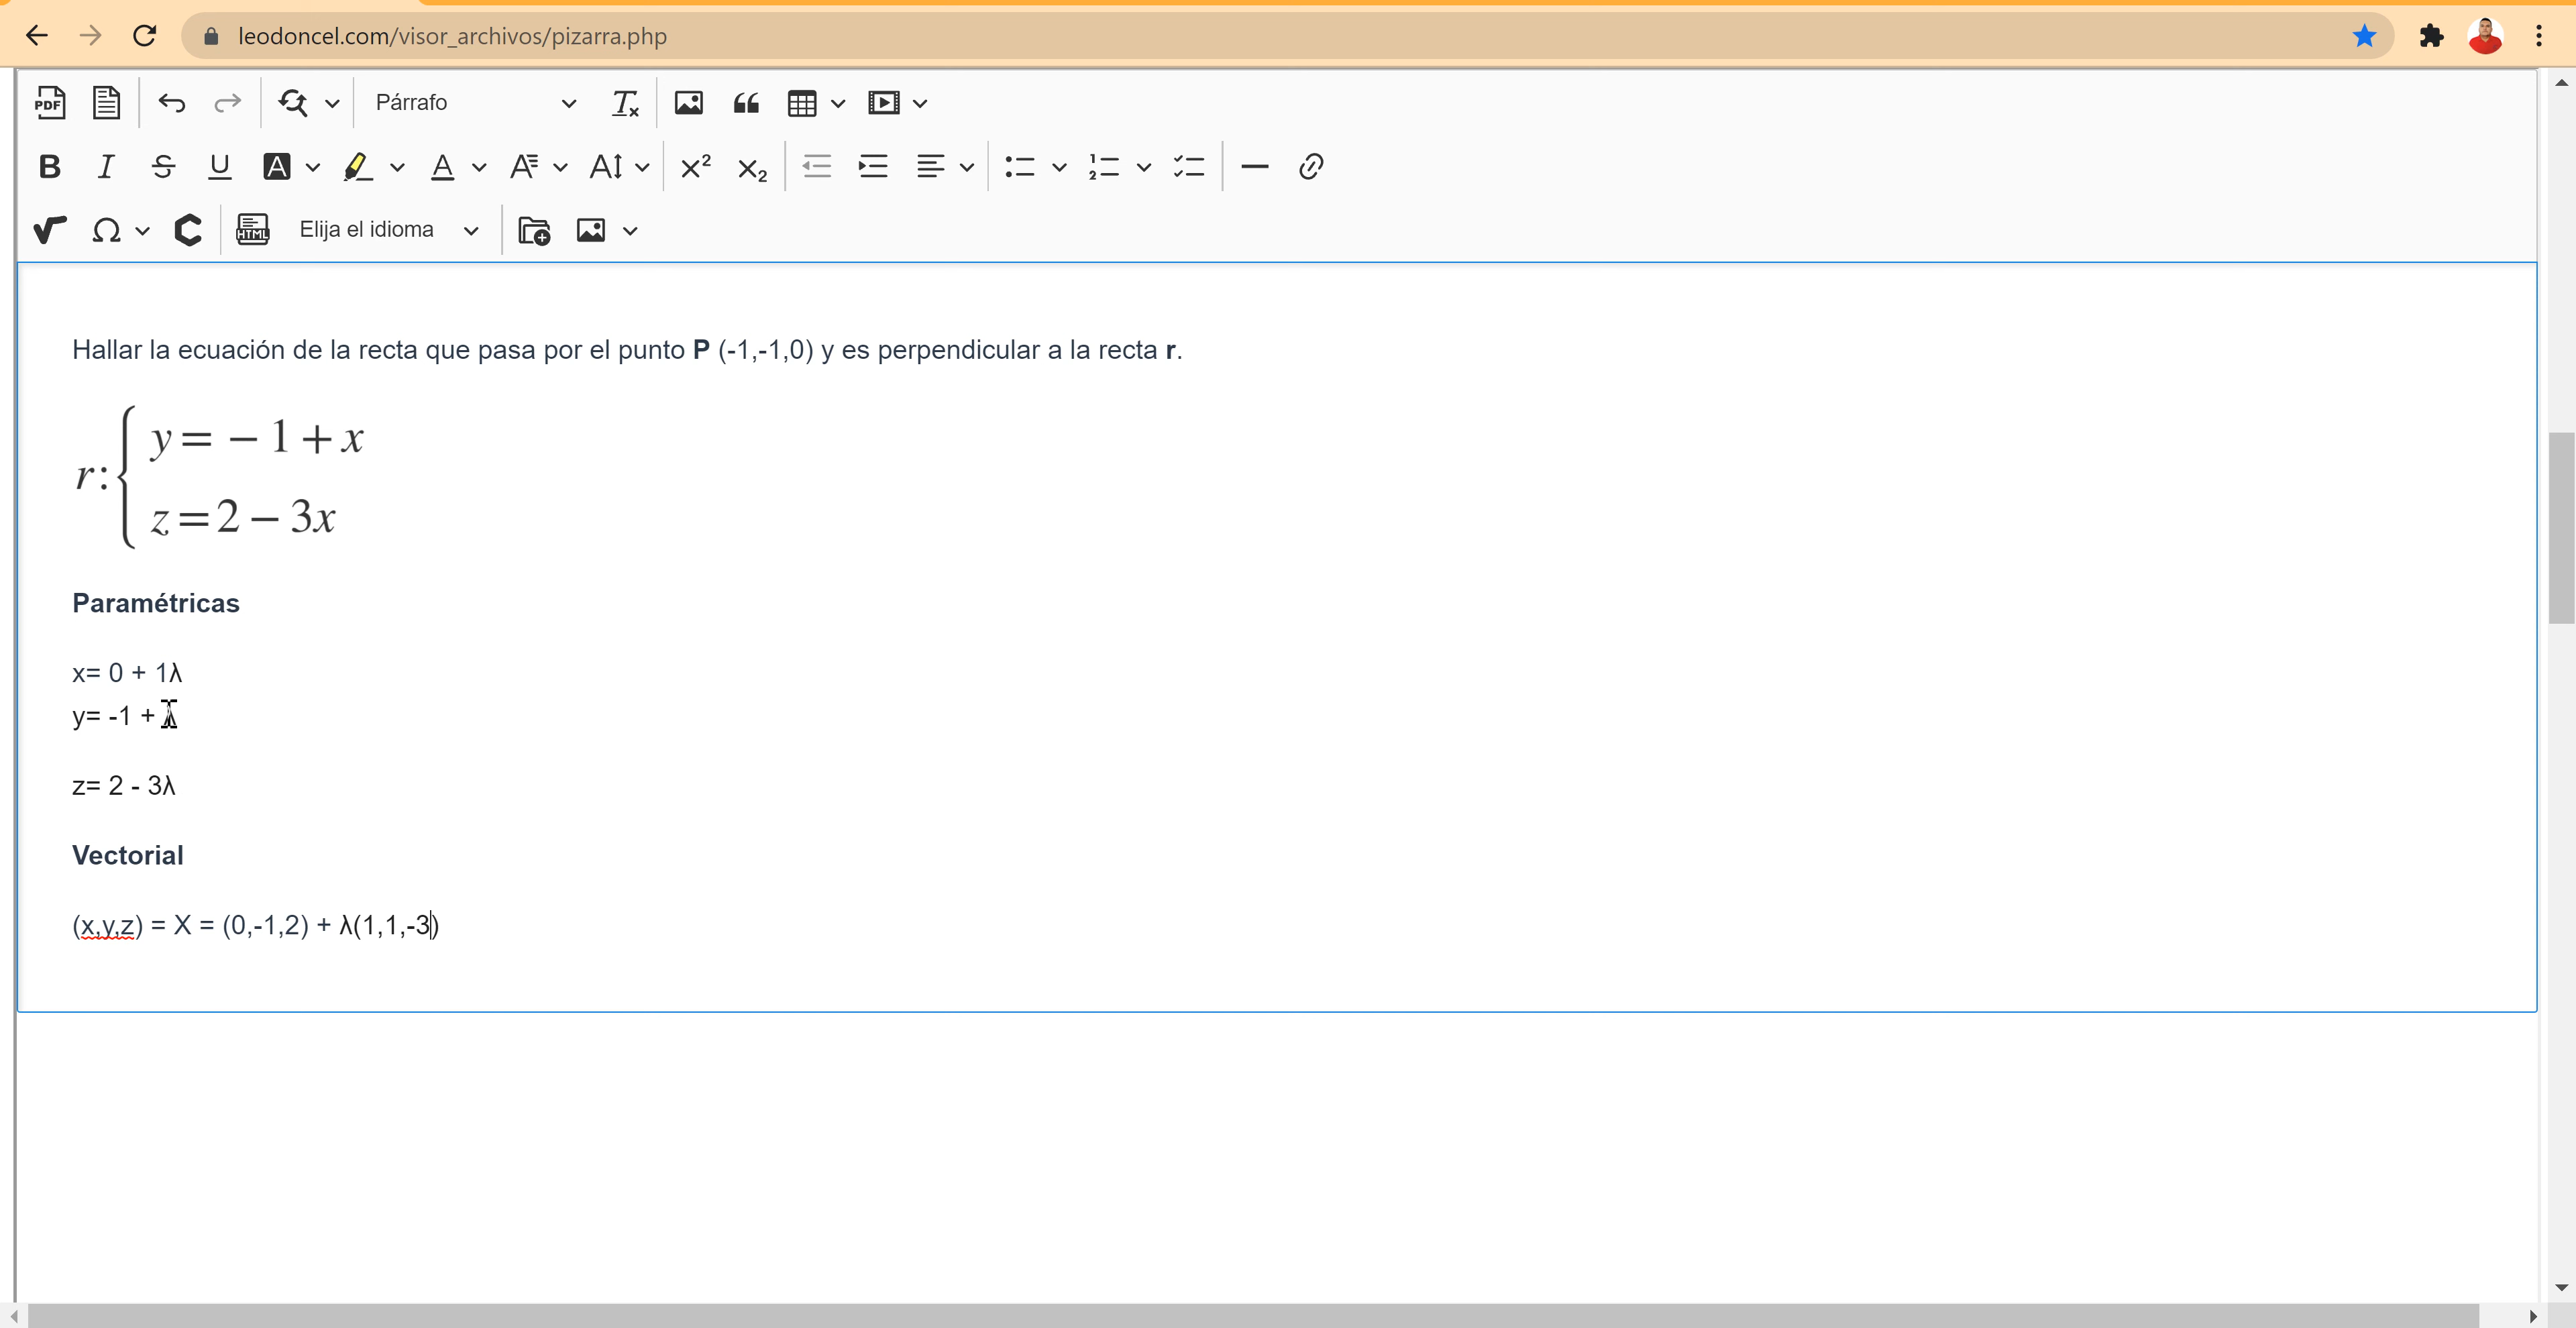 leodoncel.com/visor_archivos/pizarra.php
PDF
Párrafo
HTML
Elija el idioma
Hallar la ecuación de la recta que pasa por el punto P (-1,-1,0) y es perpendicular a la recta r.
y = − 1 + x
r:
z = 2 − 3x
Paramétricas
x= 0 + 1λ
y= -1 + λ
z= 2 - 3λ
Vectorial
(x,y,z) = X = (0,-1,2) + λ(1,1,-3)